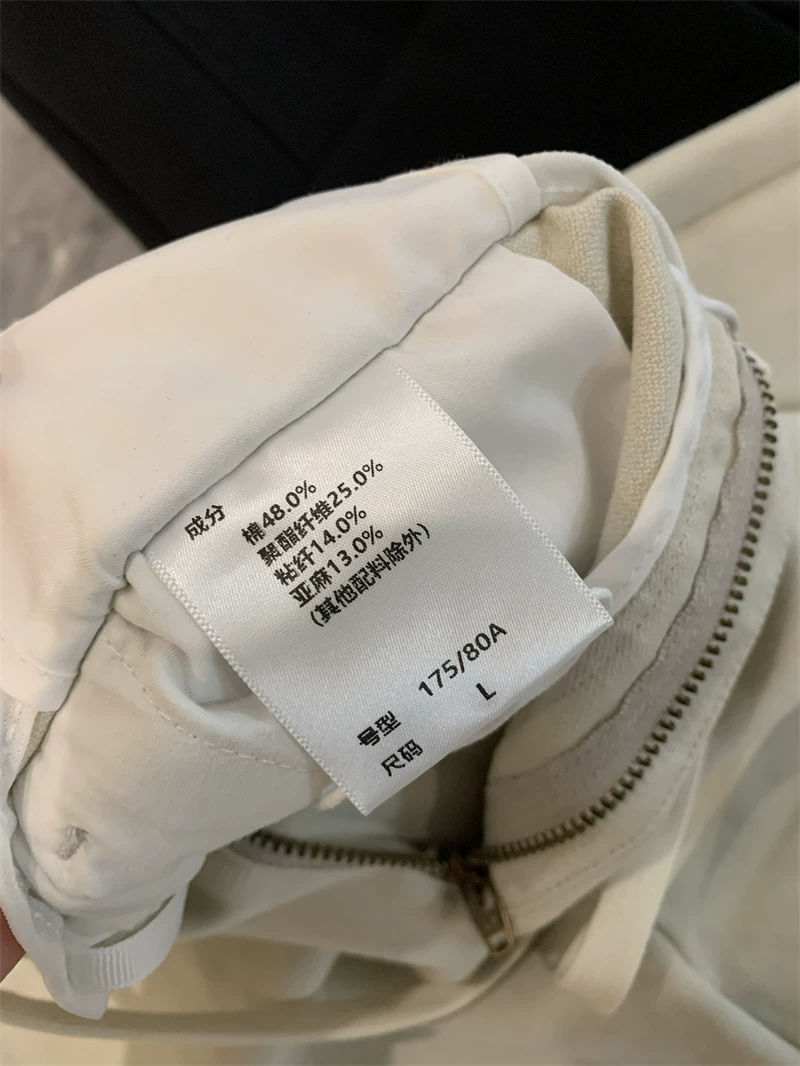 成分
棉48.0%
聚酯纤维25.0%
粘纤14.0%
亚麻13.0%
(其他配料除外)
号型 175/80A
尺码 L